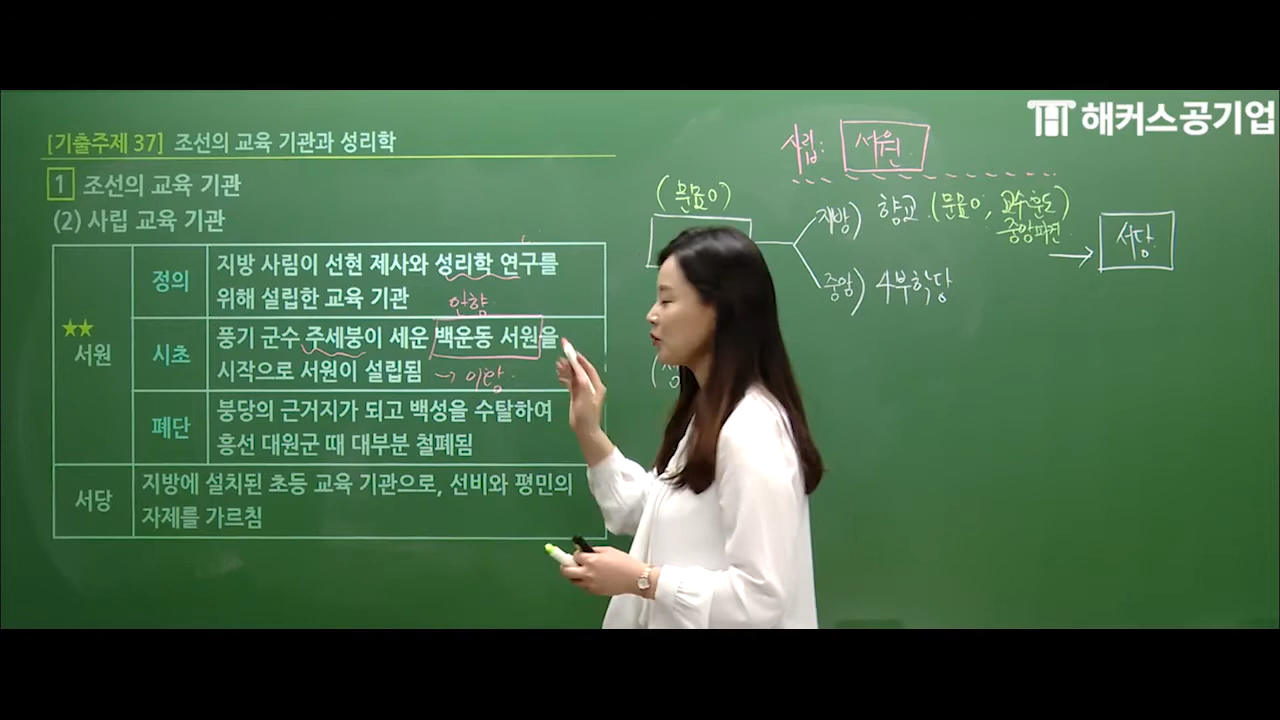 해커스공기업
[기출주제 37] 조선의 교육 기관과 성리학
1 조선의 교육 기관
(2) 사립 교육 기관
★★
서원
정의
지방 사림이 선현 제사와 성리학 연구를
위해 설립한 교육 기관
안향
시초
풍기 군수 주세붕이 세운 백운동 서원을
시작으로 서원이 설립됨 → 이황
폐단
붕당의 근거지가 되고 백성을 수탈하여
흥선 대원군 때 대부분 철폐됨
서당
지방에 설치된 초등 교육 기관으로, 선비와 평민의
자제를 가르침
사립: 서원
(문묘O)
지방) 향교 (문묘O, 교수·훈도)
중앙파견
→ 서당
중앙) 4부학당